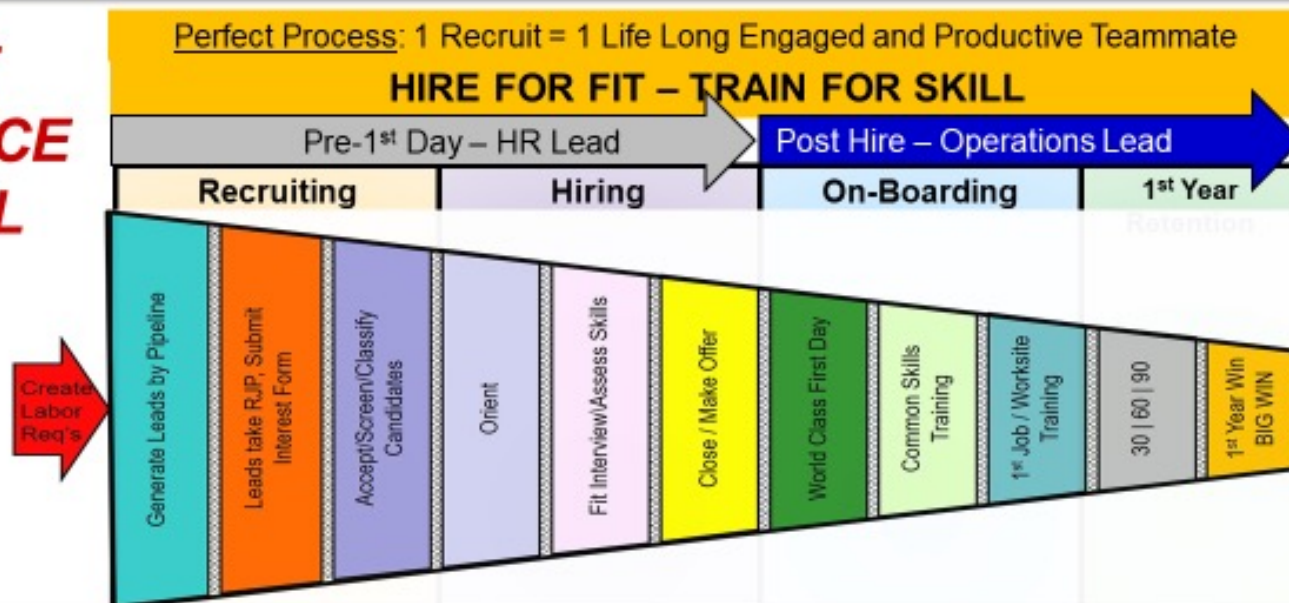 Perfect Process: 1 Recruit = 1 Life Long Engaged and Productive Teammate
HIRE FOR FIT – TRAIN FOR SKILL
CE
L
Pre-1st Day – HR Lead
Post Hire – Operations Lead
Recruiting
Hiring
On-Boarding
1st Year
Retention
Create
Labor
Req's
Generate Leads by Pipeline
Leads take RJP, Submit
Interest Form
Accept/Screen/Classify
Candidates
Orient
Fit Interview\Assess Skills
Close / Make Offer
World Class First Day
Common Skills
Training
1st Job / Worksite
Training
30 | 60 | 90
1st Year Win
BIG WIN